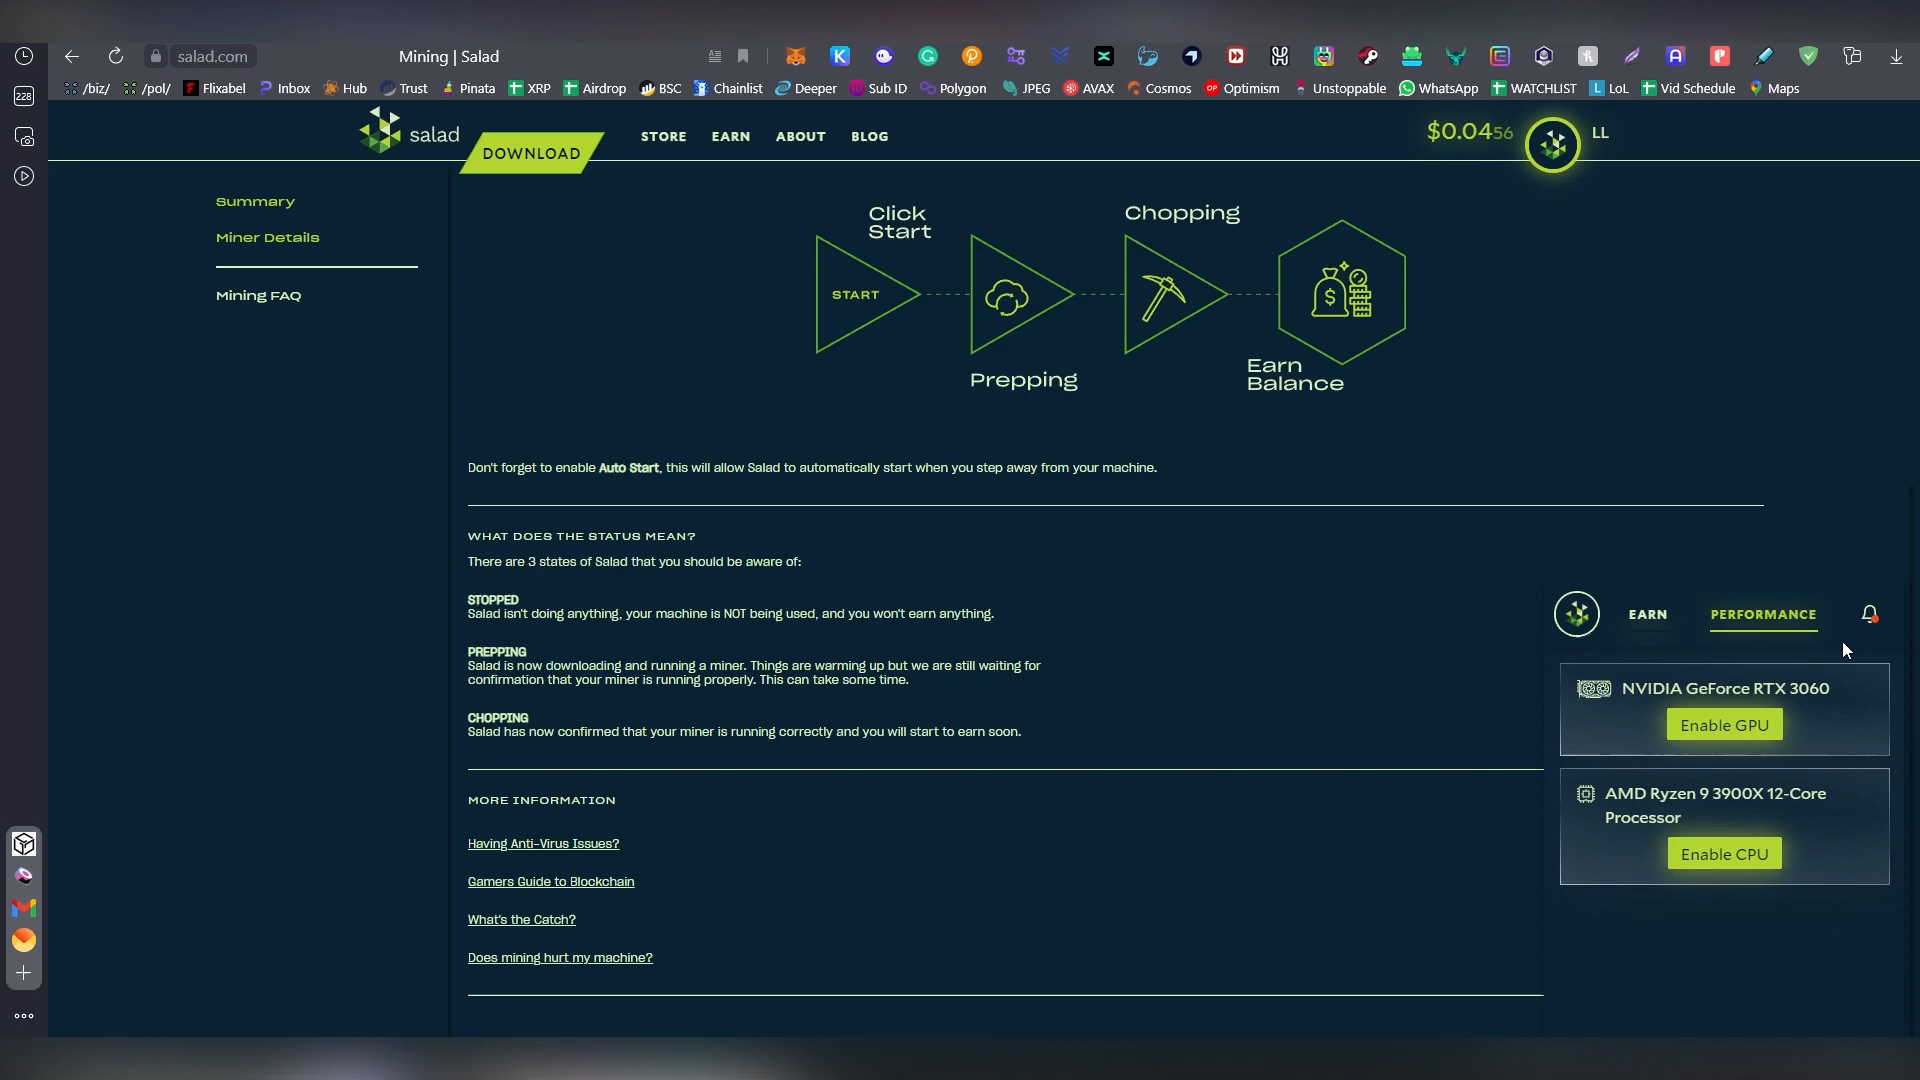 salad.com
Mining | Salad
228
/biz/
/pol/
Flixabel
Inbox
Hub
Trust
Pinata
XRP
Airdrop
BSC
Chainlist
Deeper
Sub ID
Polygon
JPEG
AVAX
Cosmos
Optimism
Unstoppable
WhatsApp
WATCHLIST
LoL
Vid Schedule
Maps
salad
DOWNLOAD
STORE
EARN
ABOUT
BLOG
$0.0456
LL
Summary
Miner Details
Mining FAQ
Click
Start
Chopping
START
Prepping
Earn
Balance
Don't forget to enable Auto Start, this will allow Salad to automatically start when you step away from your machine.
WHAT DOES THE STATUS MEAN?
There are 3 states of Salad that you should be aware of:
STOPPED
Salad isn't doing anything, your machine is NOT being used, and you won't earn anything.
PREPPING
Salad is now downloading and running a miner. Things are warming up but we are still waiting for
confirmation that your miner is running properly. This can take some time.
CHOPPING
Salad has now confirmed that your miner is running correctly and you will start to earn soon.
MORE INFORMATION
Having Anti-Virus Issues?
Gamers Guide to Blockchain
What's the Catch?
Does mining hurt my machine?
EARN
PERFORMANCE
NVIDIA GeForce RTX 3060
Enable GPU
AMD Ryzen 9 3900X 12-Core
Processor
Enable CPU